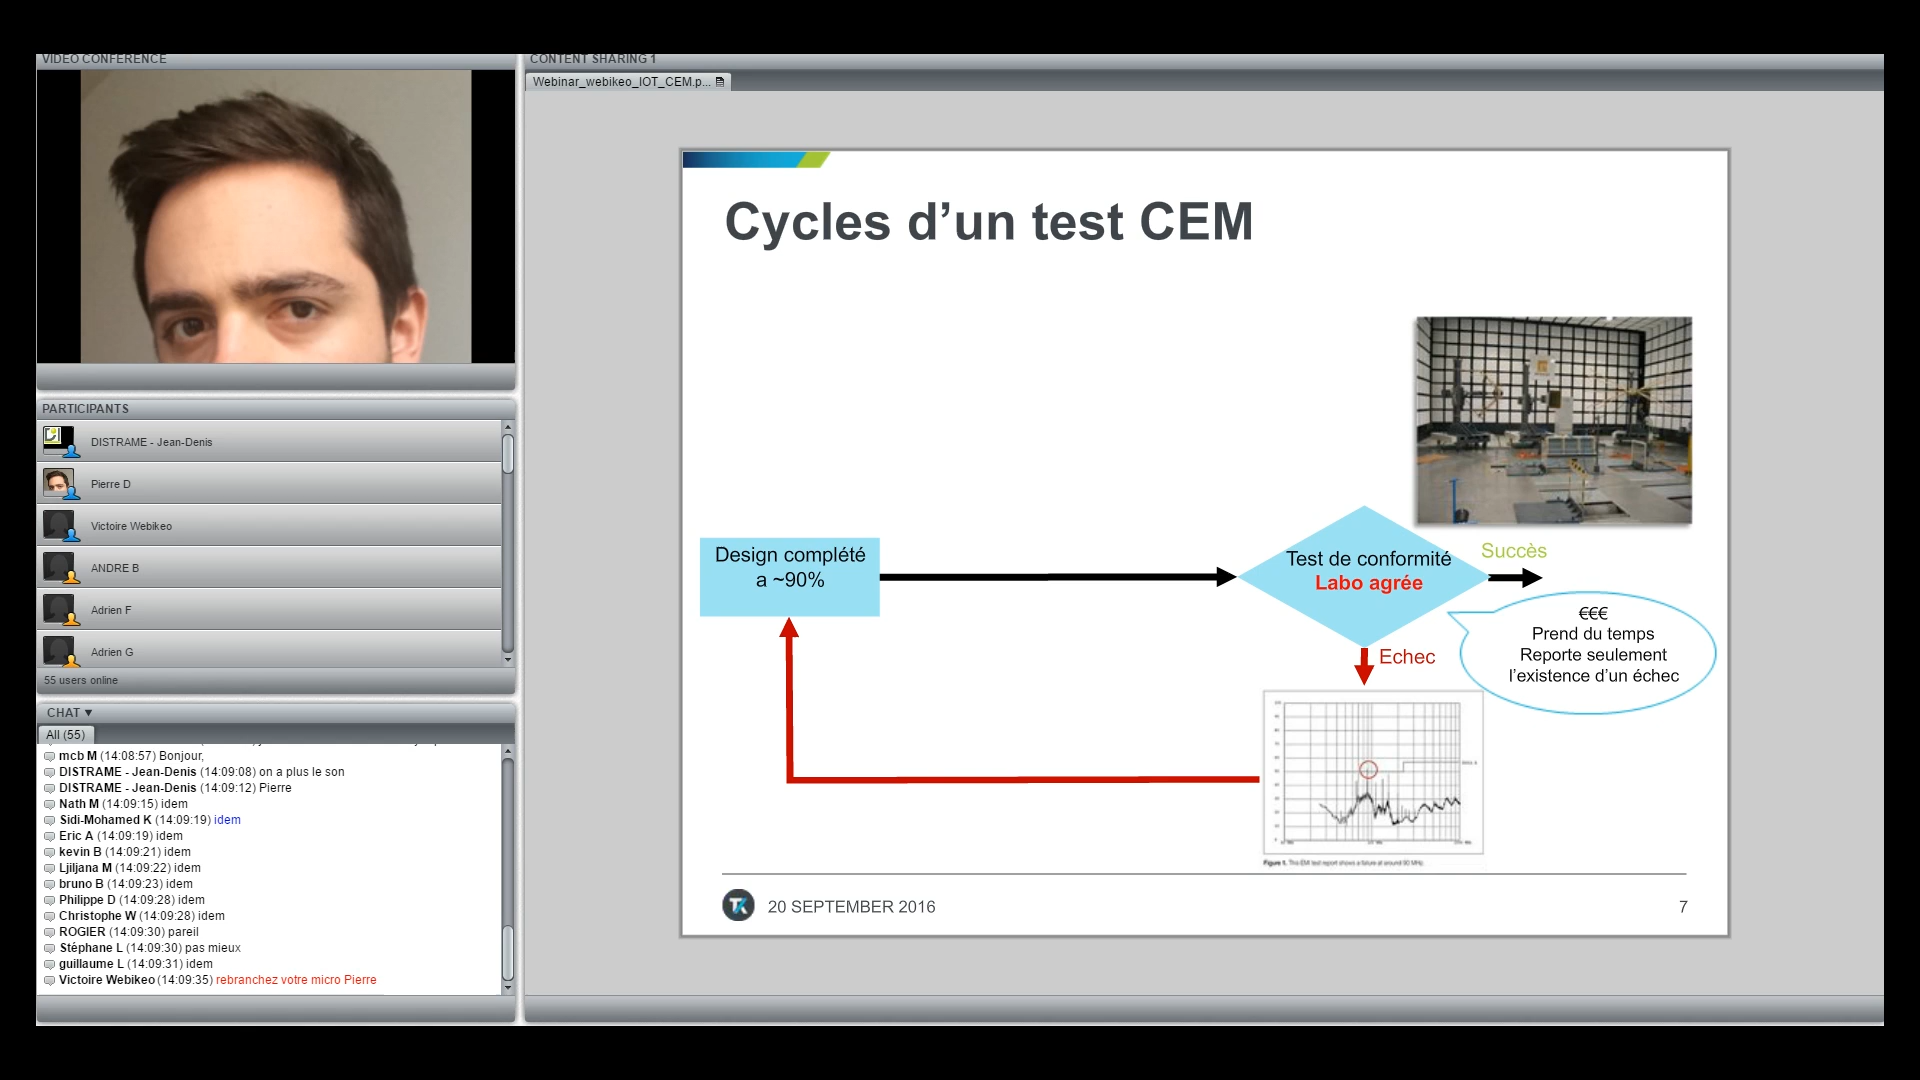 VIDEO CONFERENCE
PARTICIPANTS
DISTRAME - Jean-Denis
Pierre D
Victoire Webikeo
ANDRE B
Adrien F
Adrien G
55 users online
CHAT
All (55)
mcb M (14:08:57) Bonjour,
DISTRAME - Jean-Denis (14:09:08) on a plus le son
DISTRAME - Jean-Denis (14:09:12) Pierre
Nath M (14:09:15) idem
Sidi-Mohamed K (14:09:19) idem
Eric A (14:09:19) idem
kevin B (14:09:21) idem
Ljiljana M (14:09:22) idem
bruno B (14:09:23) idem
Philippe D (14:09:28) idem
Christophe W (14:09:28) idem
ROGIER (14:09:30) pareil
Stéphane L (14:09:30) pas mieux
guillaume L (14:09:31) idem
Victoire Webikeo (14:09:35) rebranchez votre micro Pierre
CONTENT SHARING 1
Webinar_webikeo_IOT_CEM.p...
Cycles d’un test CEM
Design complété
a ~90%
Test de conformité
Labo agrée
Succès
€€€
Prend du temps
Reporte seulement
l’existence d’un échec
Echec
Figure 1. This EMI test report shows a failure at around 90 MHz.
20 SEPTEMBER 2016
7